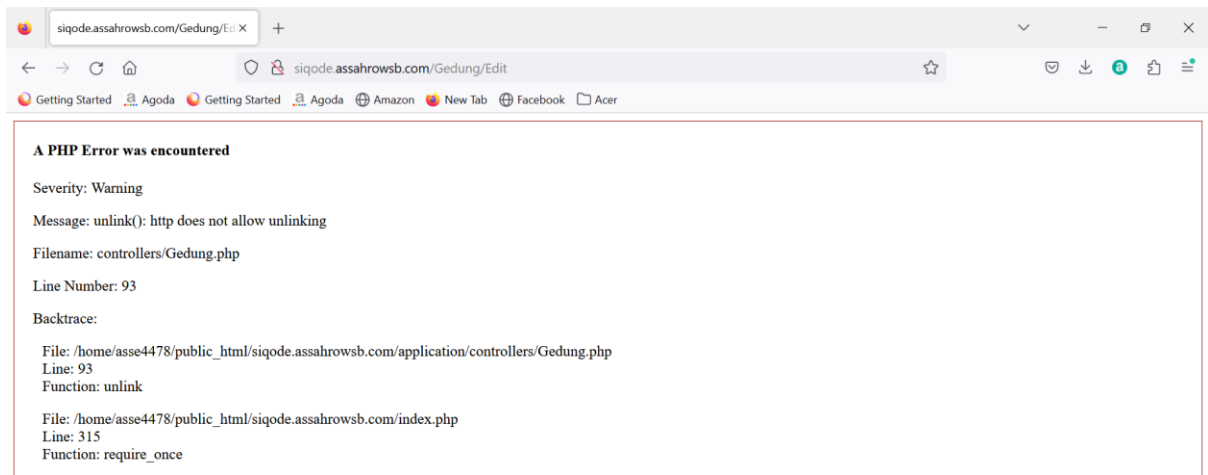 siqode.assahrowsb.com/Gedung/Ed
siqode.assahrowsb.com/Gedung/Edit
Getting Started Agoda Getting Started Agoda Amazon New Tab Facebook Acer
A PHP Error was encountered
Severity: Warning
Message: unlink(): http does not allow unlinking
Filename: controllers/Gedung.php
Line Number: 93
Backtrace:
File: /home/asse4478/public_html/siqode.assahrowsb.com/application/controllers/Gedung.php
Line: 93
Function: unlink
File: /home/asse4478/public_html/siqode.assahrowsb.com/index.php
Line: 315
Function: require_once